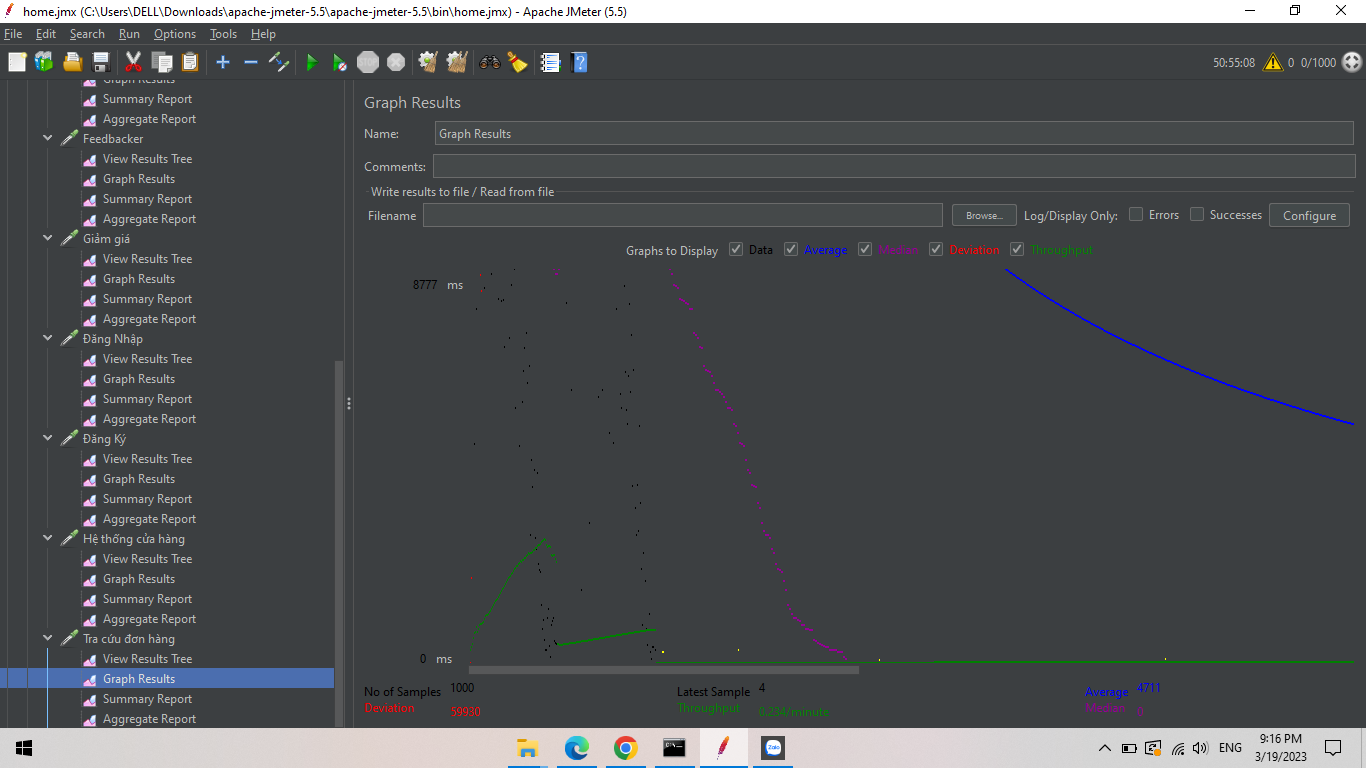 home.jmx (C:\Users\DELL\Downloads\apache-jmeter-5.5\apache-jmeter-5.5\bin\home.jmx) - Apache JMeter (5.5)
File Edit Search Run Options Tools Help
STOP
50:55:08 0 0/1000
Graph Results
Summary Report
Aggregate Report
Feedbacker
View Results Tree
Graph Results
Summary Report
Aggregate Report
Giảm giá
View Results Tree
Graph Results
Summary Report
Aggregate Report
Đăng Nhập
View Results Tree
Graph Results
Summary Report
Aggregate Report
Đăng Ký
View Results Tree
Graph Results
Summary Report
Aggregate Report
Hệ thống cửa hàng
View Results Tree
Graph Results
Summary Report
Aggregate Report
Tra cứu đơn hàng
View Results Tree
Graph Results
Summary Report
Aggregate Report
Graph Results
Name: Graph Results
Comments:
Write results to file / Read from file
Filename Browse... Log/Display Only: Errors Successes Configure
Graphs to Display Data Average Median Deviation Throughput
8777 ms
0 ms
No of Samples 1000 Latest Sample 4 Average 4711
Deviation 59930 Throughput 0.234/minute Median 0
Zalo
ENG
9:16 PM
3/19/2023